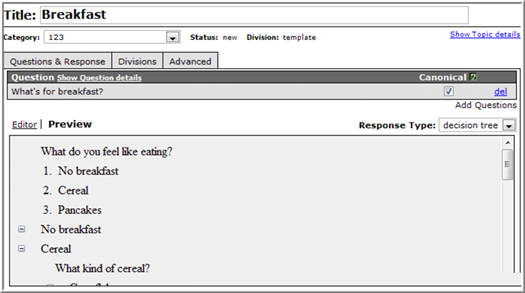 Title: Breakfast
Category: 123 Status: new Division: template Show Topic details
Questions & Response Divisions Advanced
Question Show Question details Canonical ?
What's for breakfast? del
Add Questions
Editor | Preview Response Type: decision tree
What do you feel like eating?
1. No breakfast
2. Cereal
3. Pancakes
No breakfast
Cereal
What kind of cereal?